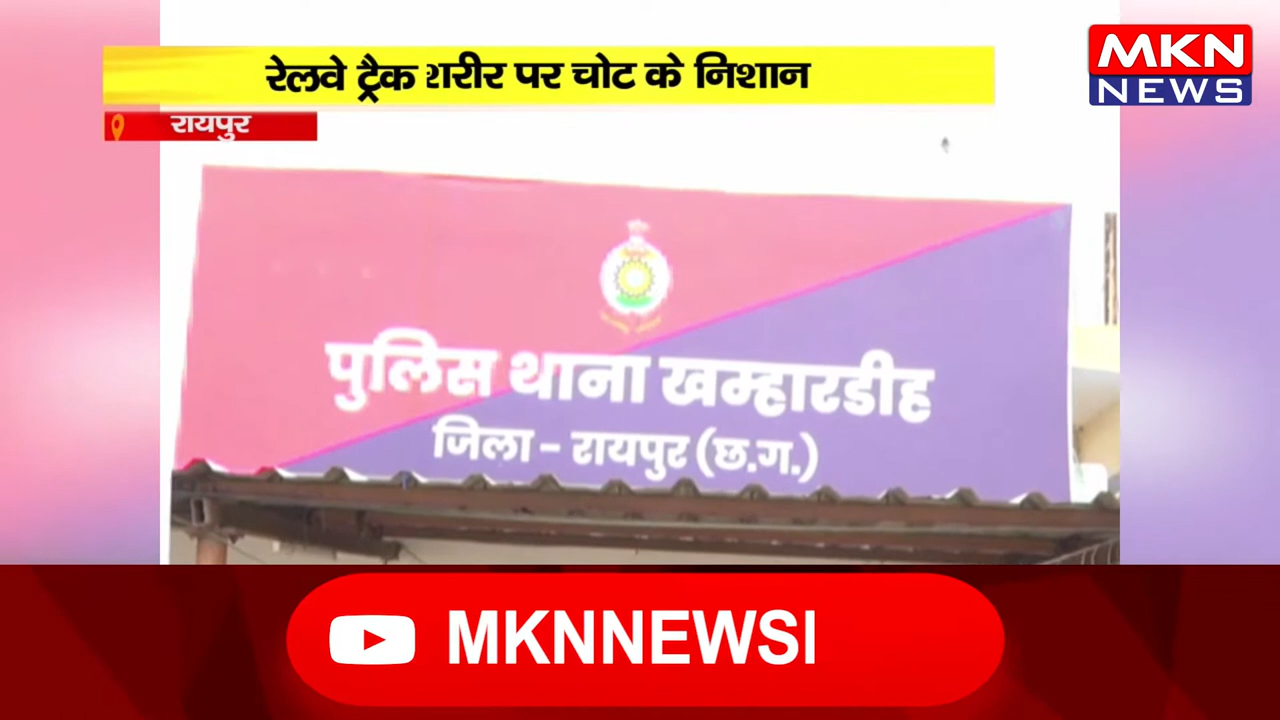 रेलवे ट्रैक शरीर पर चोट के निशान
MKN
NEWS
रायपुर
पुलिस थाना खम्हारडीह
जिला - रायपुर (छ.ग.)
MKNNEWSI